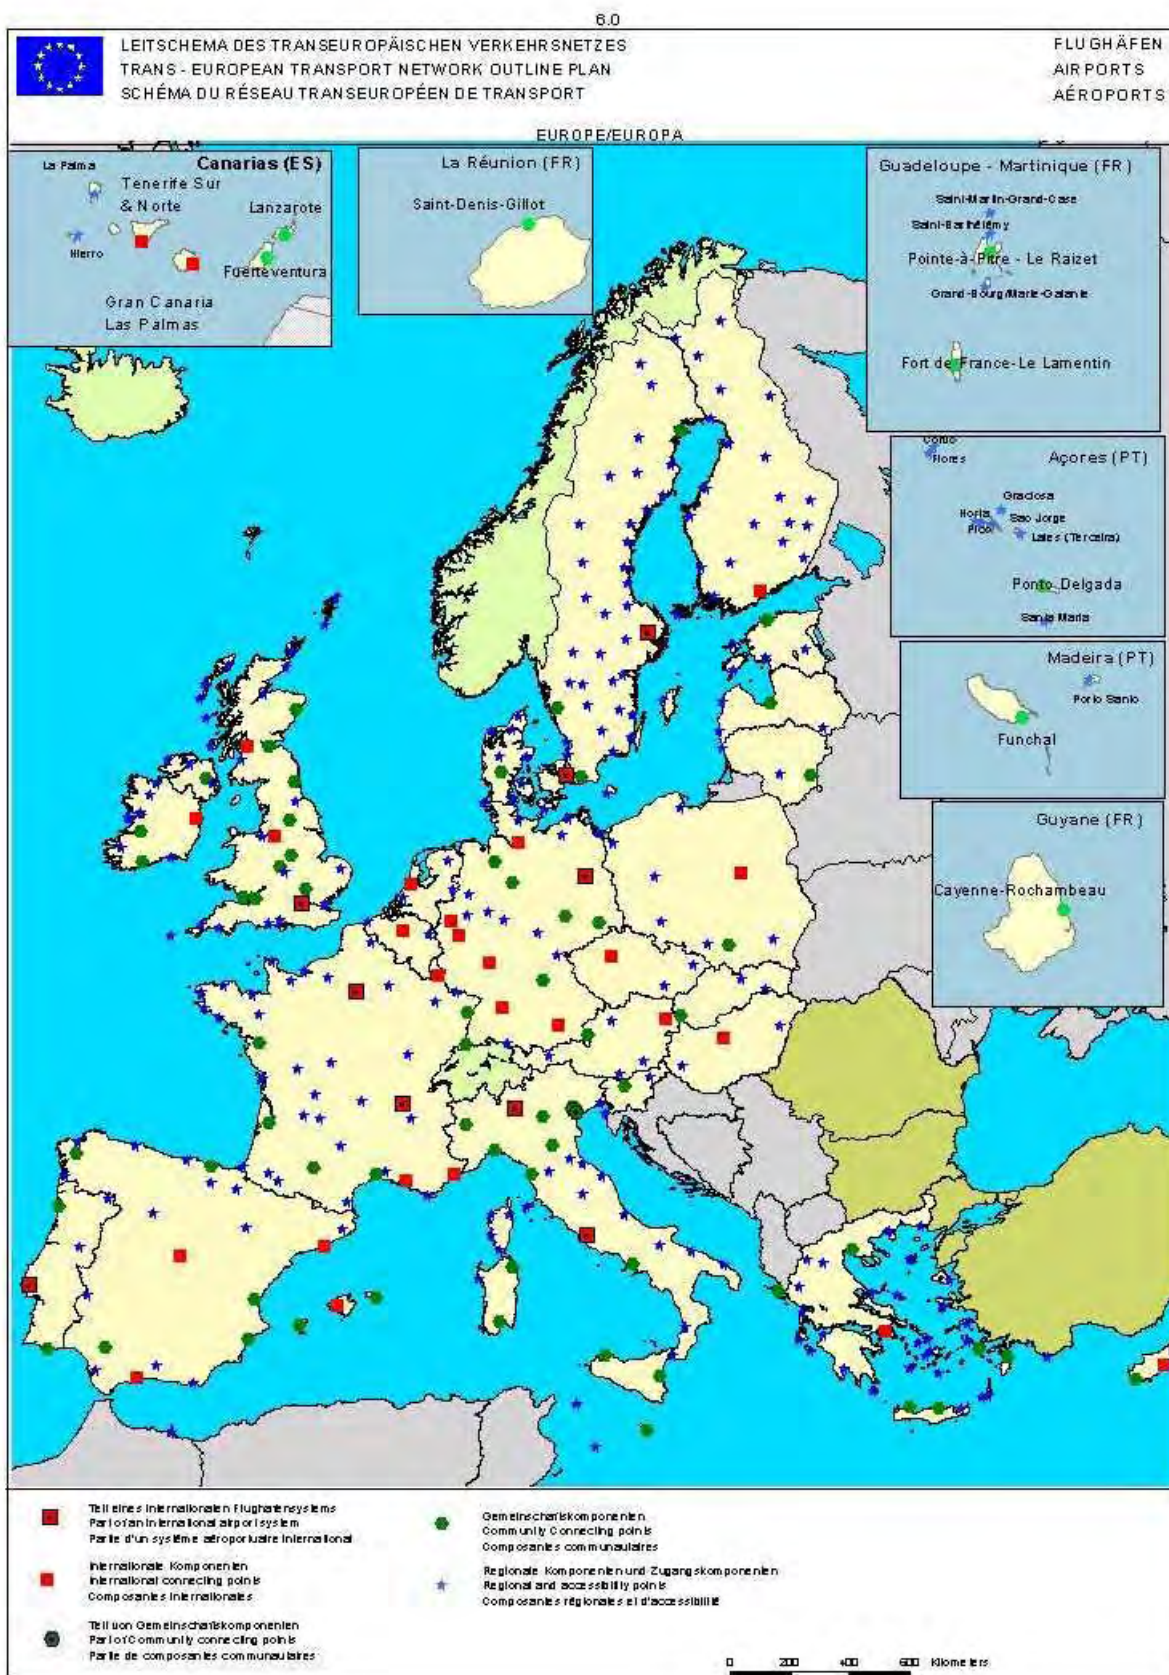 6.0
LEITSCHEMA DES TRANSEUROPÄISCHEN VERKEHRSNETZES
TRANS - EUROPEAN TRANSPORT NETWORK OUTLINE PLAN
SCHÉMA DU RÉSEAU TRANSEUROPÉEN DE TRANSPORT
FLUGHÄFEN
AIRPORTS
AÉROPORTS
EUROPE/EUROPA
Canarias (ES)
La Palma
Tenerife Sur
& Norte
Lanzarote
Hierro
Fuerteventura
Gran Canaria
Las Palmas
La Réunion (FR)
Saint-Denis-Gillot
Guadeloupe - Martinique (FR)
Saint-Martin-Grand-Case
Saint-Barthélémy
Pointe-à-Pitre - Le Raizet
Grand-Bourg/Marie-Galante
Fort de France-Le Lamentin
Açores (PT)
Corvo
Flores
Graciosa
Horta
Sao Jorge
Pico
Lajes (Terceira)
Ponto Delgada
Santa Maria
Madeira (PT)
Porto Santo
Funchal
Guyane (FR)
Cayenne-Rochambeau
Teil eines Internationalen Flughafensystems
Part of an international airport system
Partie d'un système aéroportuaire international
Internationale Komponenten
International connecting points
Composantes internationales
Teil von Gemeinschaftskomponenten
Part of Community connecting points
Partie de composantes communautaires
Gemeinschaftskomponenten
Community Connecting points
Composantes communautaires
Regionale Komponenten und Zugangskomponenten
Regional and accessibility points
Composantes régionales et d'accessibilité
0 200 400 600 Kilometers